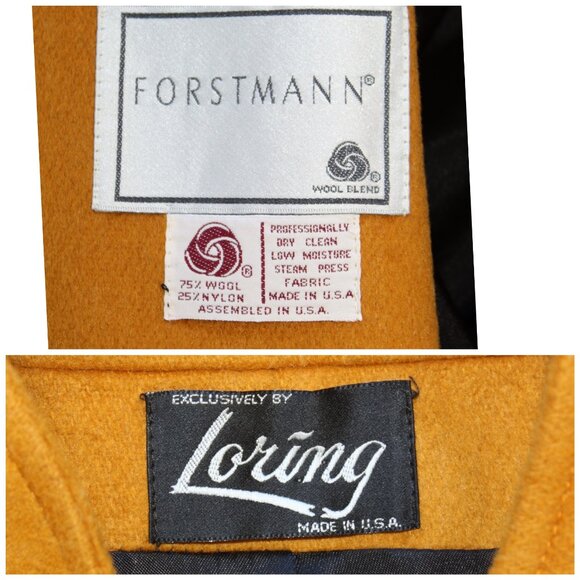 FORSTMANN®
®
WOOL BLEND
®
75% WOOL
25% NYLON
PROFESSIONALLY
DRY CLEAN
LOW MOISTURE
STEAM PRESS
FABRIC
MADE IN U.S.A
ASSEMBLED IN U.S.A.
EXCLUSIVELY BY
Loring
MADE IN U.S.A.